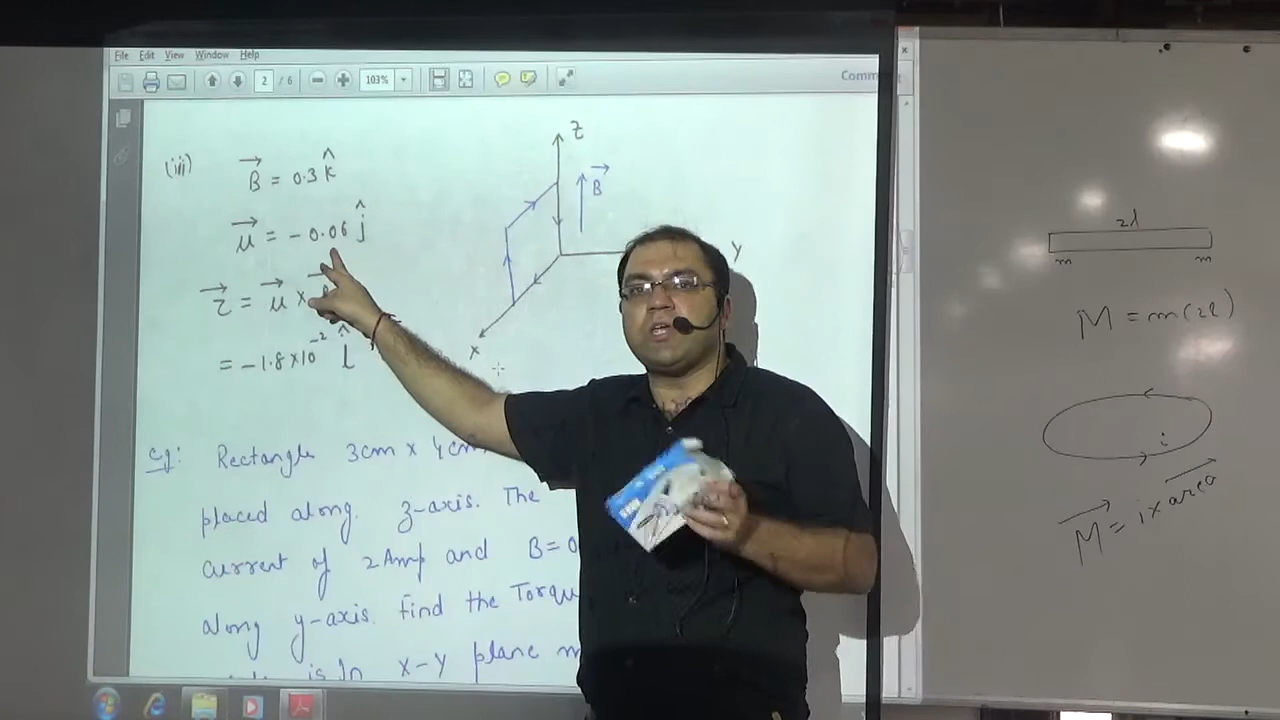 File Edit View Window Help
2 / 6 103% Comm
(iii) B⃗ = 0.3 k̂
μ⃗ = - 0.06 ĵ
τ⃗ = μ⃗ ×
= -1.8×10⁻² î
Z
B⃗
Y
X
eg: Rectangle 3cm × 4cm
placed along z-axis. The
current of 2Amp and B=0
along y-axis. find the Torqu
is In X-Y plane
2l
m m
M = m(2l)
i
M⃗ = i × area⃗